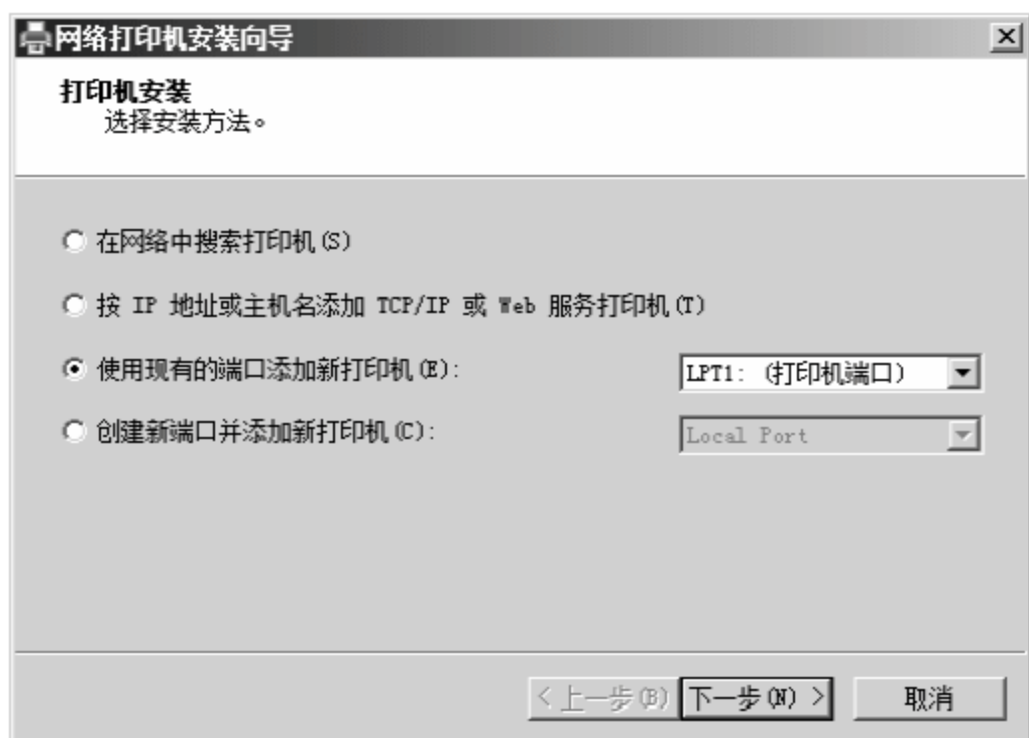 网络打印机安装向导
打印机安装
选择安装方法。
在网络中搜索打印机(S)
按 IP 地址或主机名添加 TCP/IP 或 Web 服务打印机(T)
使用现有的端口添加新打印机(E): LPT1: (打印机端口)
创建新端口并添加新打印机(C): Local Port
< 上一步(B) 下一步(N) > 取消